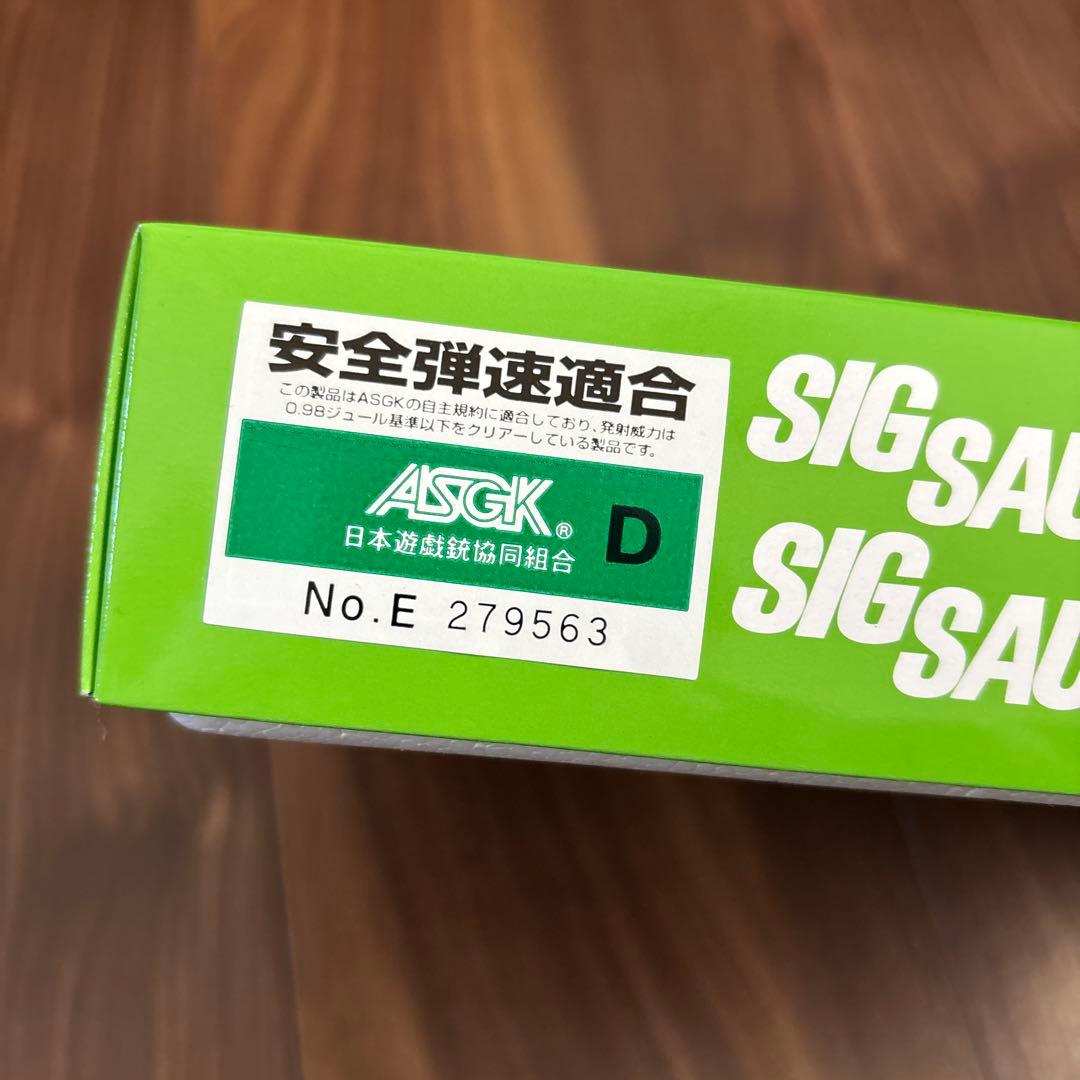 安全弾速適合
この製品はASGKの自主規約に適合しており、発射威力は
0.98ジュール基準以下をクリアーしている製品です。
ASGK®
日本遊戯銃協同組合
D
No.E 279563
SIG SAU
SIG SAU